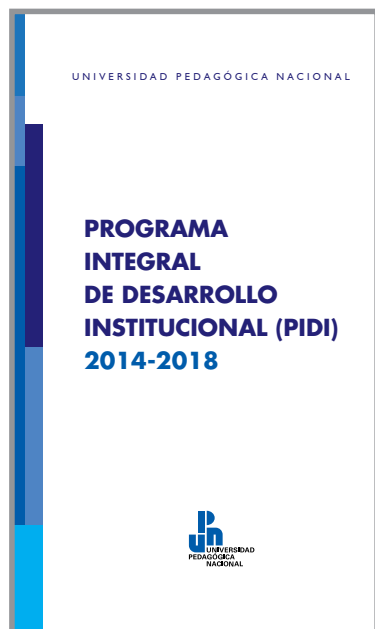 UNIVERSIDAD PEDAGÓGICA NACIONAL
PROGRAMA
INTEGRAL
DE DESARROLLO
INSTITUCIONAL (PIDI)
2014-2018
UNIVERSIDAD
PEDAGÓGICA
NACIONAL